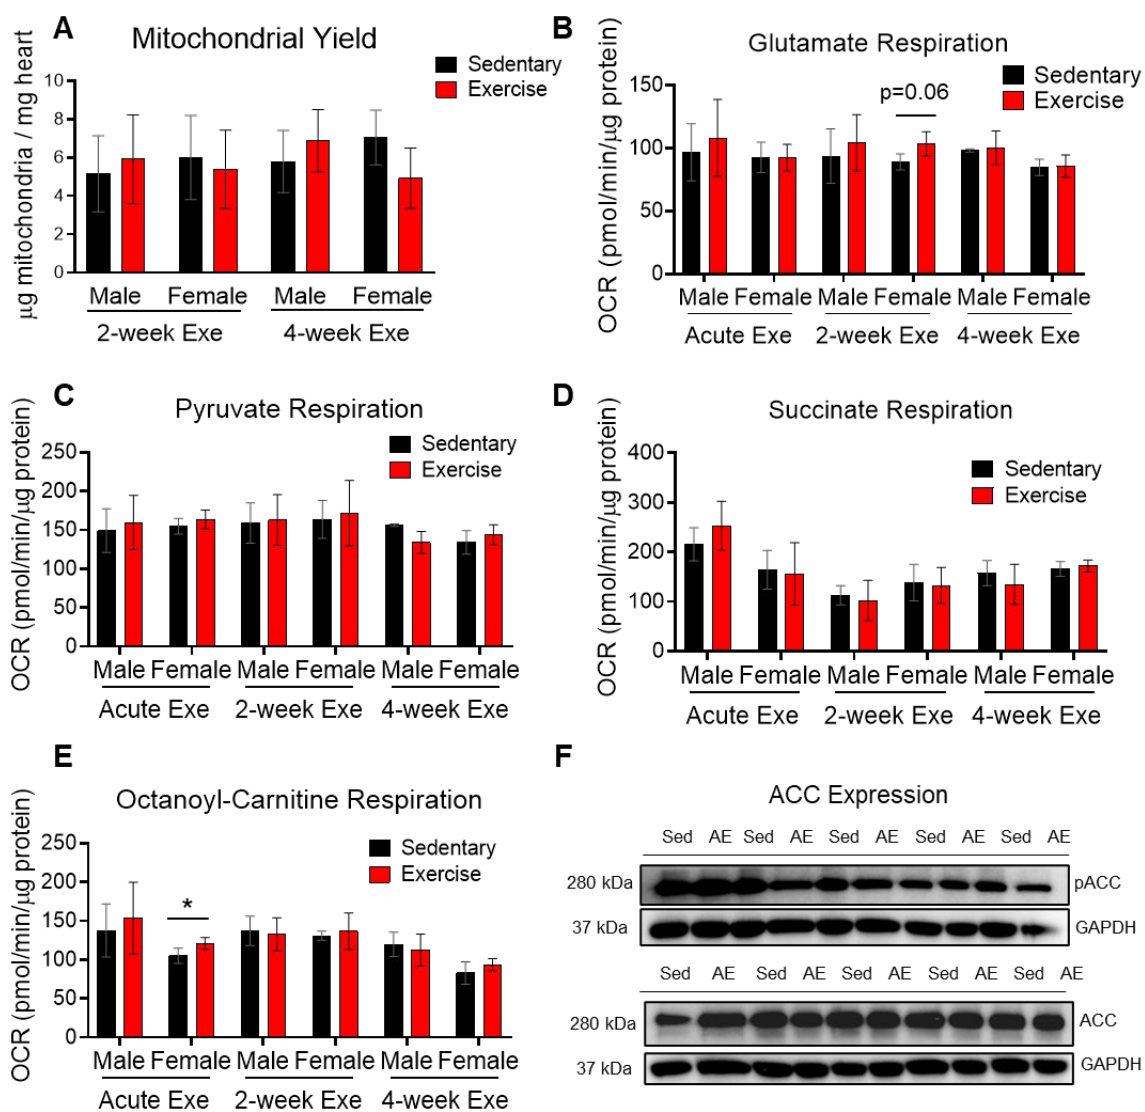 A
Mitochondrial Yield
Sedentary
Exercise
µg mitochondria / mg heart
10
8
6
4
2
0
Male Female Male Female
2-week Exe 4-week Exe
B
Glutamate Respiration
Sedentary
Exercise
p=0.06
OCR (pmol/min/µg protein)
150
100
50
0
Male Female Male Female Male Female
Acute Exe 2-week Exe 4-week Exe
C
Pyruvate Respiration
Sedentary
Exercise
OCR (pmol/min/µg protein)
250
200
150
100
50
0
Male Female Male Female Male Female
Acute Exe 2-week Exe 4-week Exe
D
Succinate Respiration
Sedentary
Exercise
OCR (pmol/min/µg protein)
400
300
200
100
0
Male Female Male Female Male Female
Acute Exe 2-week Exe 4-week Exe
E
Octanoyl-Carnitine Respiration
Sedentary
Exercise
*
OCR (pmol/min/µg protein)
250
200
150
100
50
0
Male Female Male Female Male Female
Acute Exe 2-week Exe 4-week Exe
F
ACC Expression
Sed AE Sed AE Sed AE Sed AE Sed AE
280 kDa pACC
37 kDa GAPDH
Sed AE Sed AE Sed AE Sed AE Sed AE
280 kDa ACC
37 kDa GAPDH